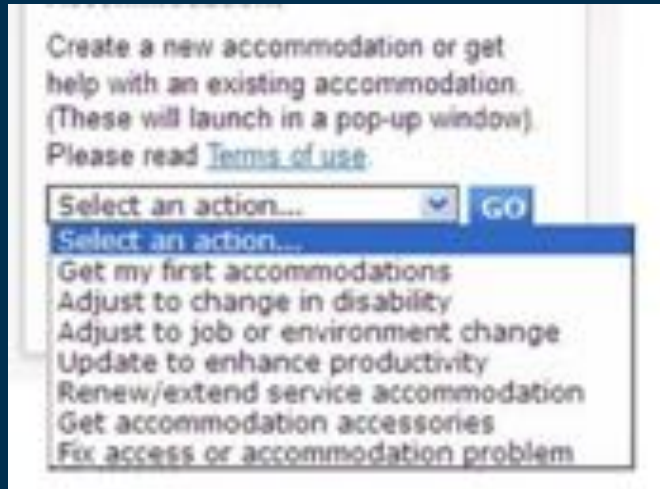 Create a new accommodation or get
help with an existing accommodation.
(These will launch in a pop-up window).
Please read Terms of use.
Select an action... GO
Select an action...
Get my first accommodations
Adjust to change in disability
Adjust to job or environment change
Update to enhance productivity
Renew/extend service accommodation
Get accommodation accessories
Fix access or accommodation problem